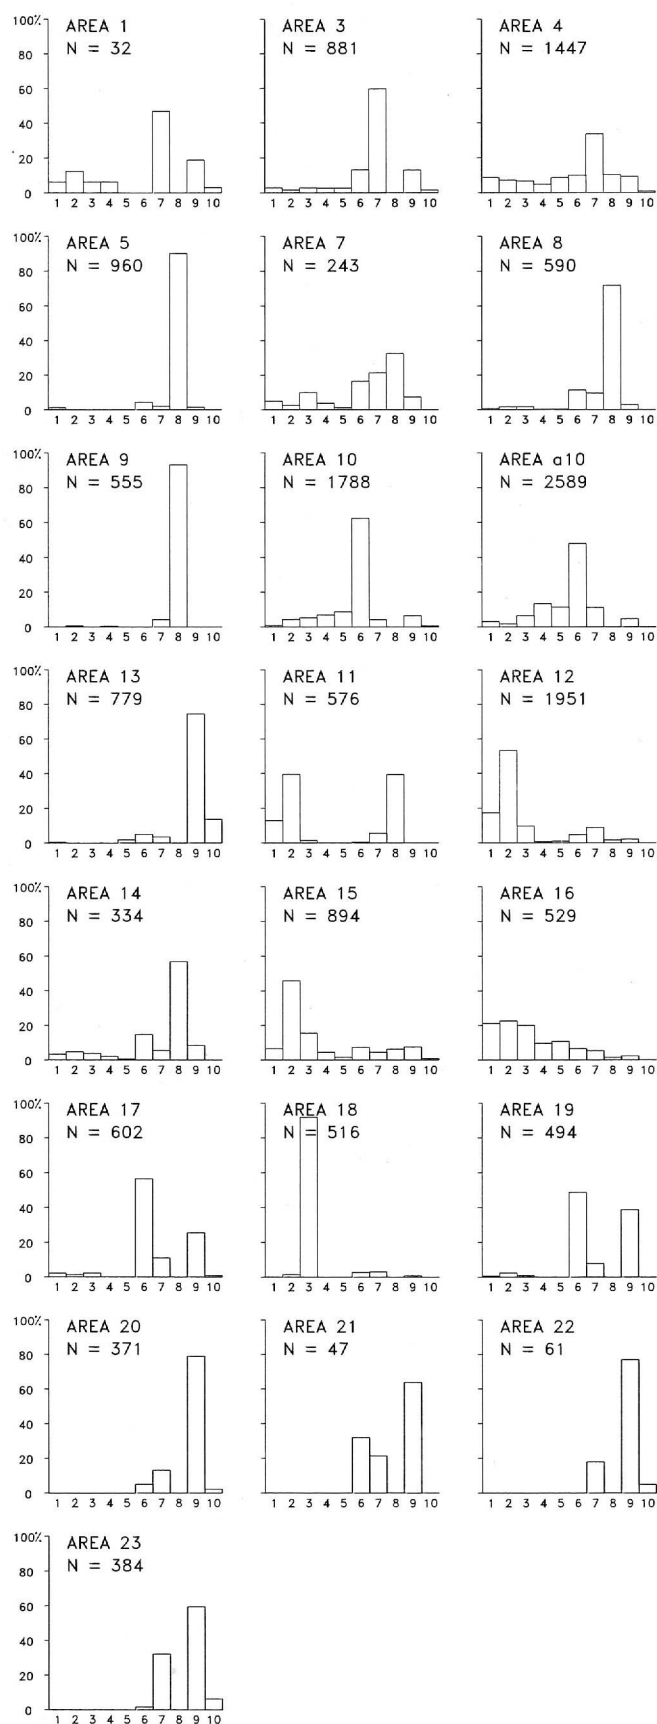 100%
80
60
40
20
0
AREA 1
N = 32
1 2 3 4 5 6 7 8 9 10
AREA 3
N = 881
1 2 3 4 5 6 7 8 9 10
AREA 4
N = 1447
1 2 3 4 5 6 7 8 9 10
100%
80
60
40
20
0
AREA 5
N = 960
1 2 3 4 5 6 7 8 9 10
AREA 7
N = 243
1 2 3 4 5 6 7 8 9 10
AREA 8
N = 590
1 2 3 4 5 6 7 8 9 10
100%
80
60
40
20
0
AREA 9
N = 555
1 2 3 4 5 6 7 8 9 10
AREA 10
N = 1788
1 2 3 4 5 6 7 8 9 10
AREA a10
N = 2589
1 2 3 4 5 6 7 8 9 10
100%
80
60
40
20
0
AREA 13
N = 779
1 2 3 4 5 6 7 8 9 10
AREA 11
N = 576
1 2 3 4 5 6 7 8 9 10
AREA 12
N = 1951
1 2 3 4 5 6 7 8 9 10
100%
80
60
40
20
0
AREA 14
N = 334
1 2 3 4 5 6 7 8 9 10
AREA 15
N = 894
1 2 3 4 5 6 7 8 9 10
AREA 16
N = 529
1 2 3 4 5 6 7 8 9 10
100%
80
60
40
20
0
AREA 17
N = 602
1 2 3 4 5 6 7 8 9 10
AREA 18
N = 516
1 2 3 4 5 6 7 8 9 10
AREA 19
N = 494
1 2 3 4 5 6 7 8 9 10
100%
80
60
40
20
0
AREA 20
N = 371
1 2 3 4 5 6 7 8 9 10
AREA 21
N = 47
1 2 3 4 5 6 7 8 9 10
AREA 22
N = 61
1 2 3 4 5 6 7 8 9 10
100%
80
60
40
20
0
AREA 23
N = 384
1 2 3 4 5 6 7 8 9 10